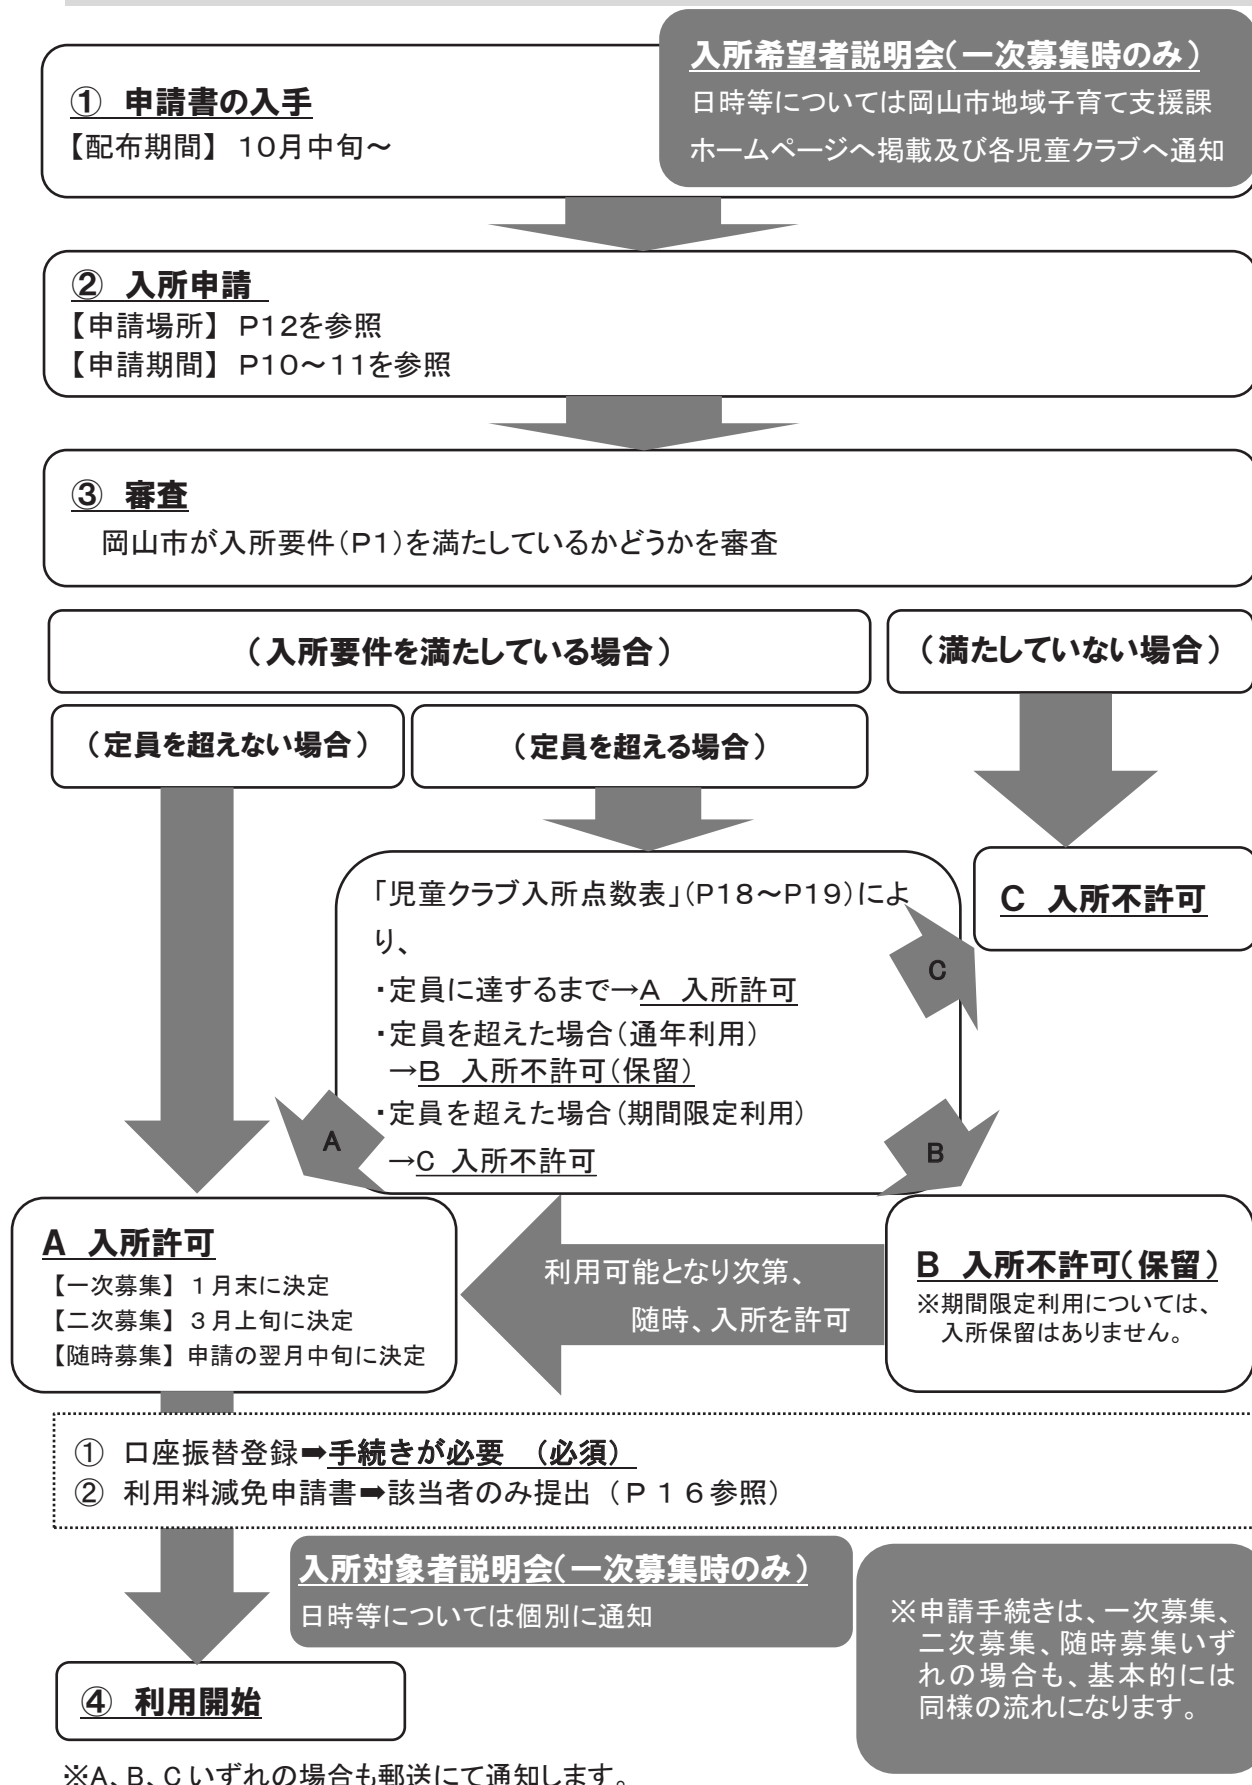 入所希望者説明会（一次募集時のみ）
日時等については岡山市地域子育て支援課
ホームページへ掲載及び各児童クラブへ通知
① 申請書の入手
【配布期間】 10月中旬～
② 入所申請
【申請場所】 P12を参照
【申請期間】 P10～11を参照
③ 審査
岡山市が入所要件（P1）を満たしているかどうかを審査
（入所要件を満たしている場合）
（満たしていない場合）
（定員を超えない場合）
（定員を超える場合）
「児童クラブ入所点数表」（P18～P19）によ
り、
・定員に達するまで→A 入所許可
・定員を超えた場合（通年利用）
→B 入所不許可（保留）
・定員を超えた場合（期間限定利用）
→C 入所不許可
C 入所不許可
C
A
B
A 入所許可
【一次募集】 1月末に決定
【二次募集】 3月上旬に決定
【随時募集】 申請の翌月中旬に決定
利用可能となり次第、
随時、入所を許可
B 入所不許可（保留）
※期間限定利用については、
入所保留はありません。
① 口座振替登録➡手続きが必要 （必須）
② 利用料減免申請書➡該当者のみ提出 （P１６参照）
入所対象者説明会（一次募集時のみ）
日時等については個別に通知
※申請手続きは、一次募集、
二次募集、随時募集いず
れの場合も、基本的には
同様の流れになります。
④ 利用開始
※A、B、Cいずれの場合も郵送にて通知します。